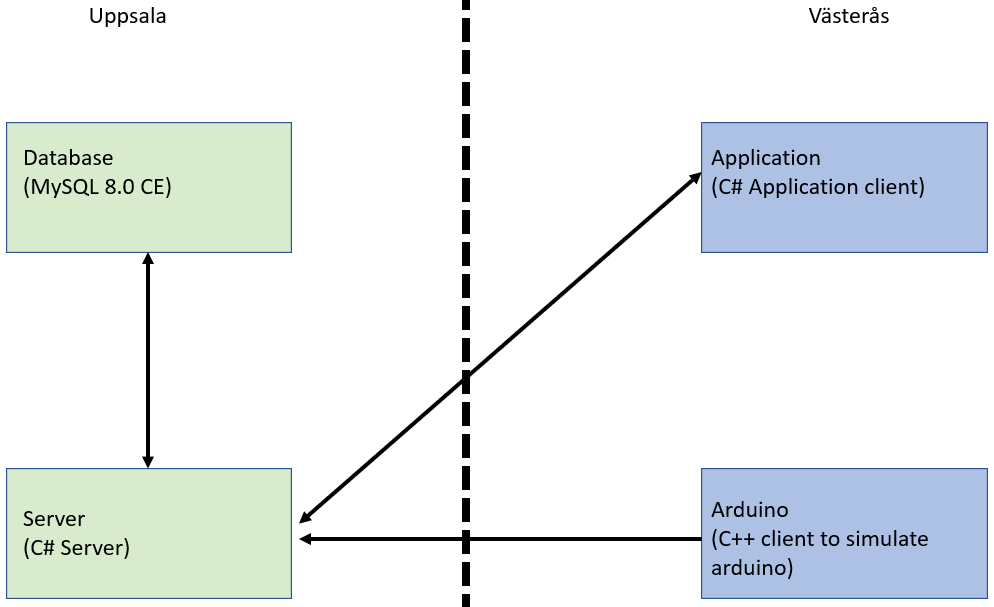 Uppsala
Västerås
Database
(MySQL 8.0 CE)
Application
(C# Application client)
Server
(C# Server)
Arduino
(C++ client to simulate
arduino)